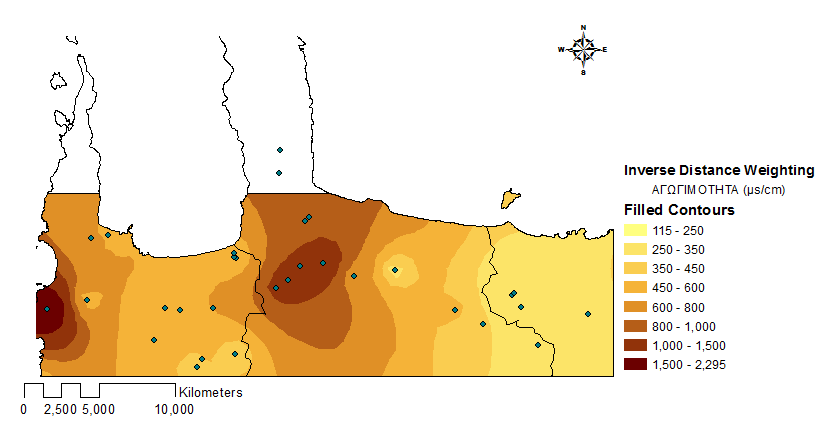 N
W E
S
Inverse Distance Weighting
ΑΓΩΓΙΜΟΤΗΤΑ (μs/cm)
Filled Contours
115 - 250
250 - 350
350 - 450
450 - 600
600 - 800
800 - 1,000
1,000 - 1,500
1,500 - 2,295
Kilometers
0 2,500 5,000 10,000